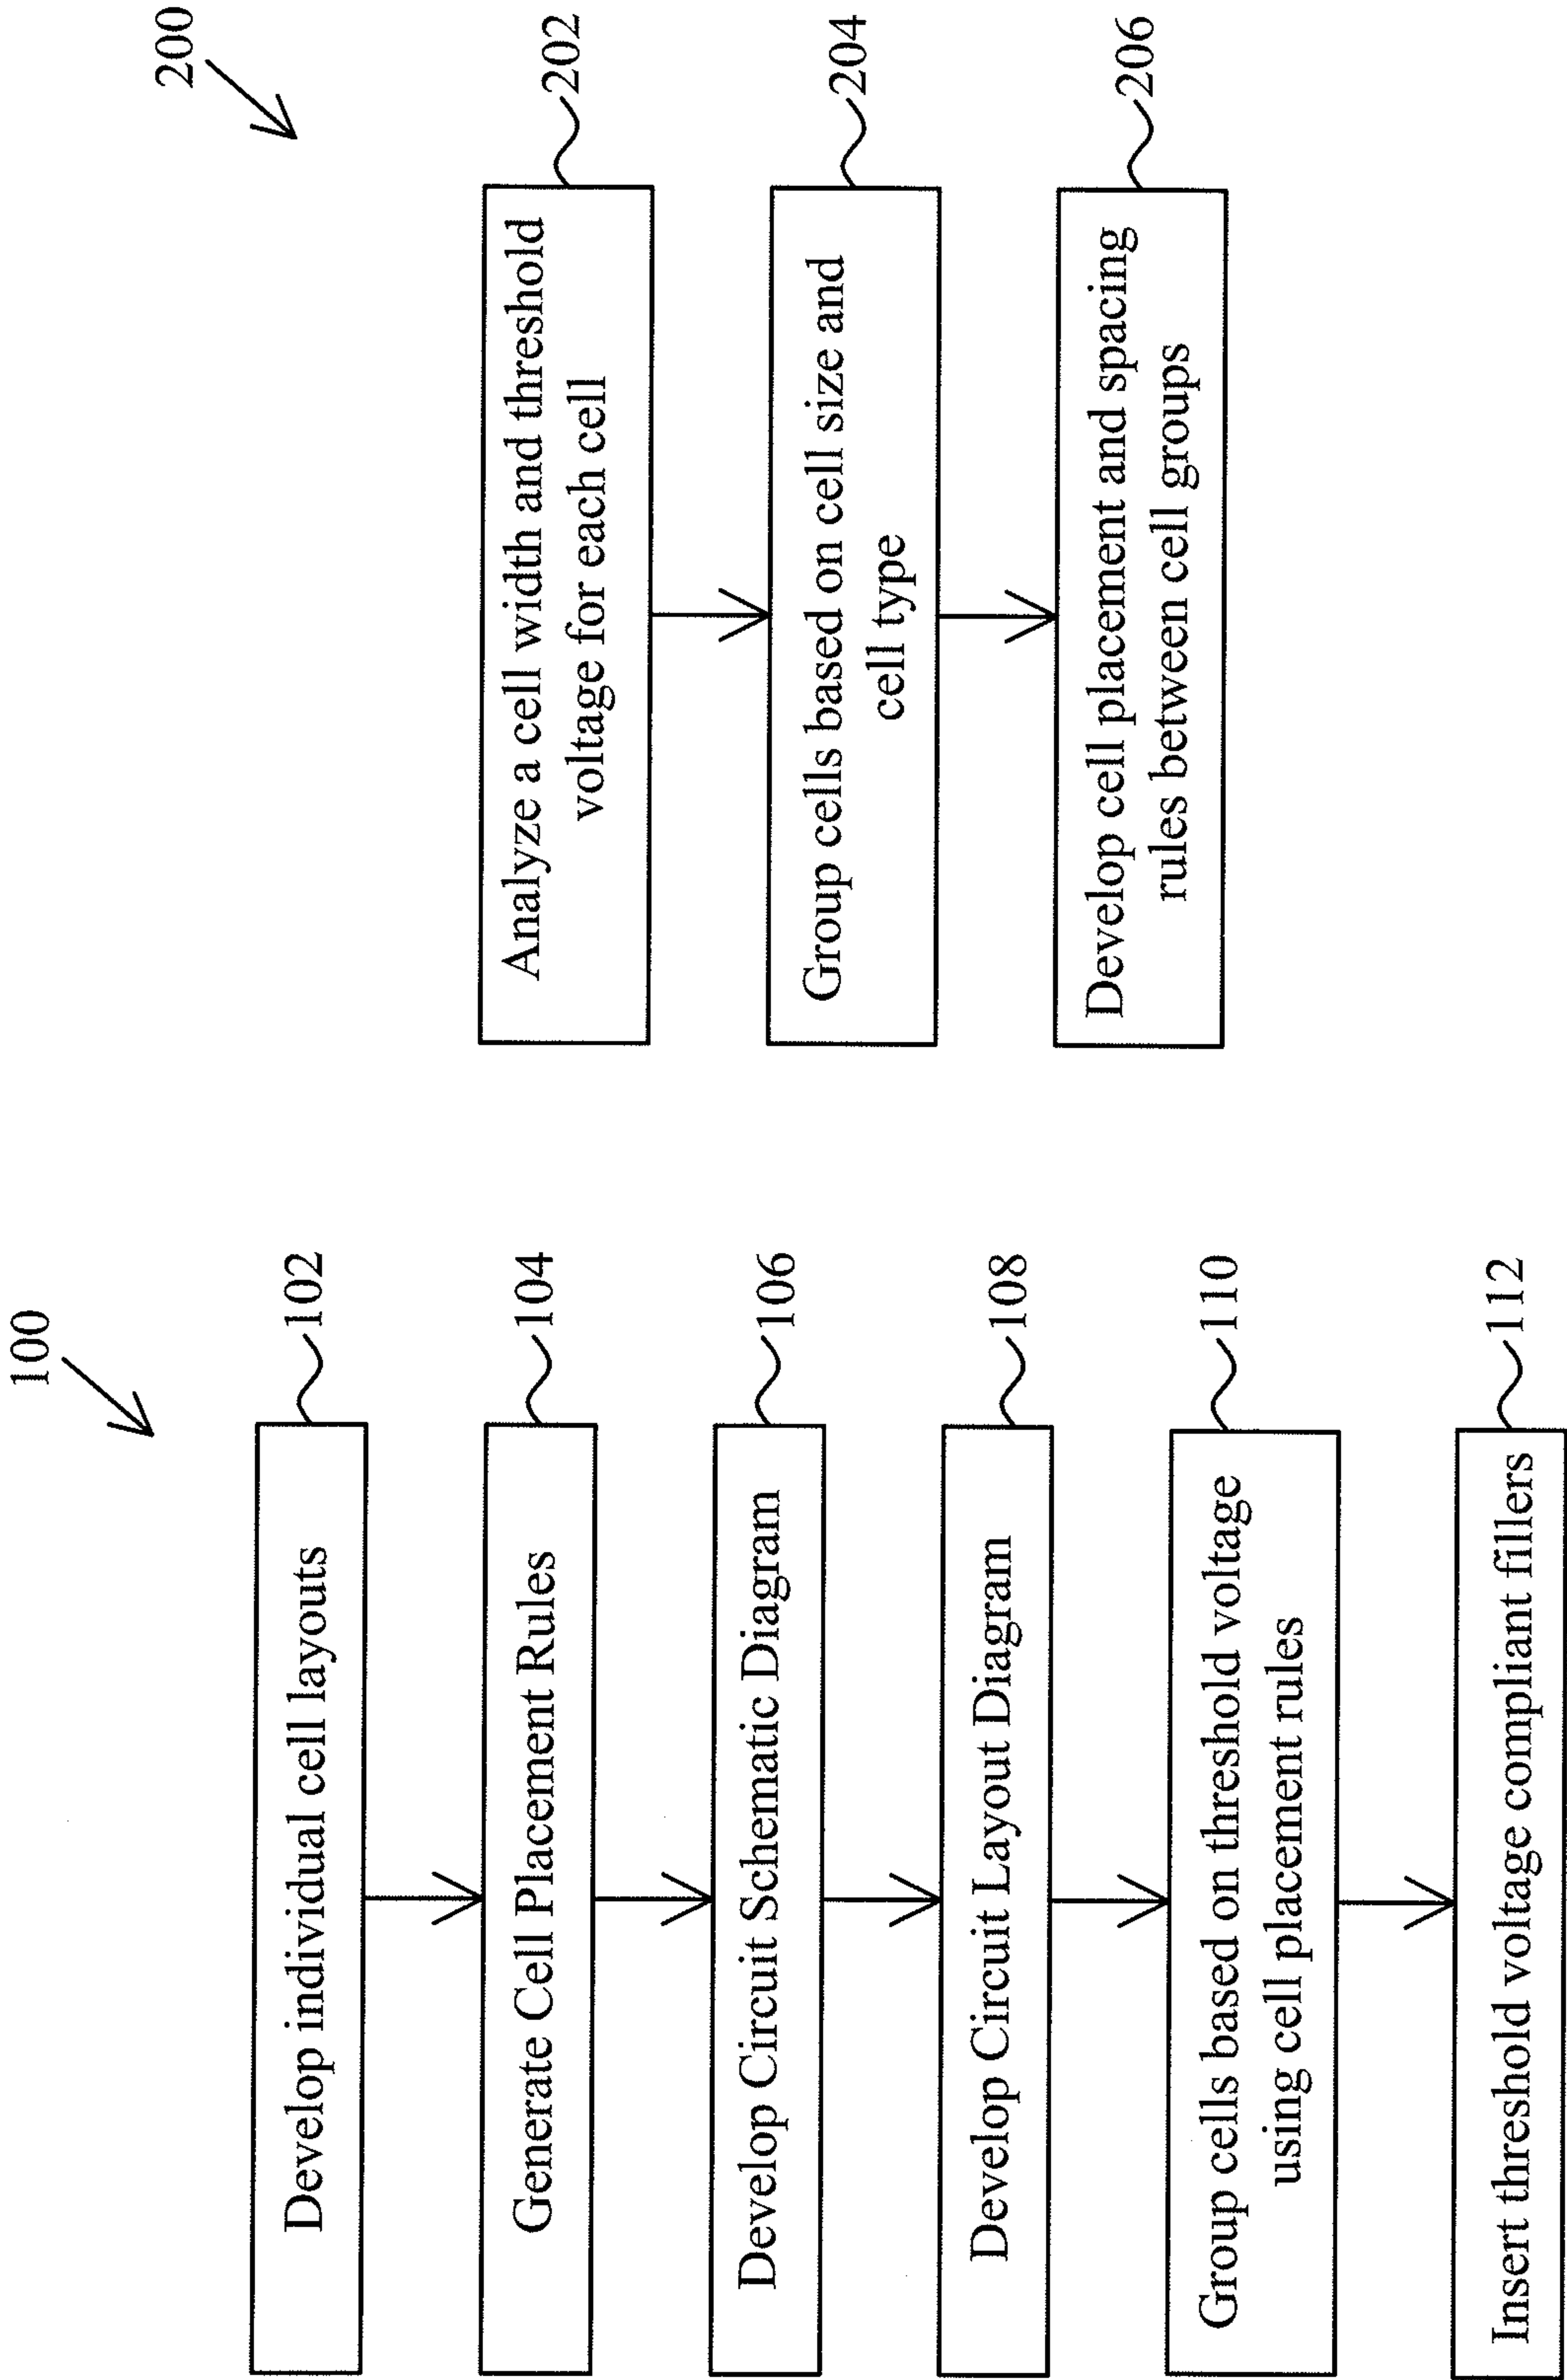 100
Develop individual cell layouts
102
Generate Cell Placement Rules
104
Develop Circuit Schematic Diagram
106
Develop Circuit Layout Diagram
108
Group cells based on threshold voltage
using cell placement rules
110
Insert threshold voltage compliant fillers
112
200
Analyze a cell width and threshold
voltage for each cell
202
Group cells based on cell size and
cell type
204
Develop cell placement and spacing
rules between cell groups
206